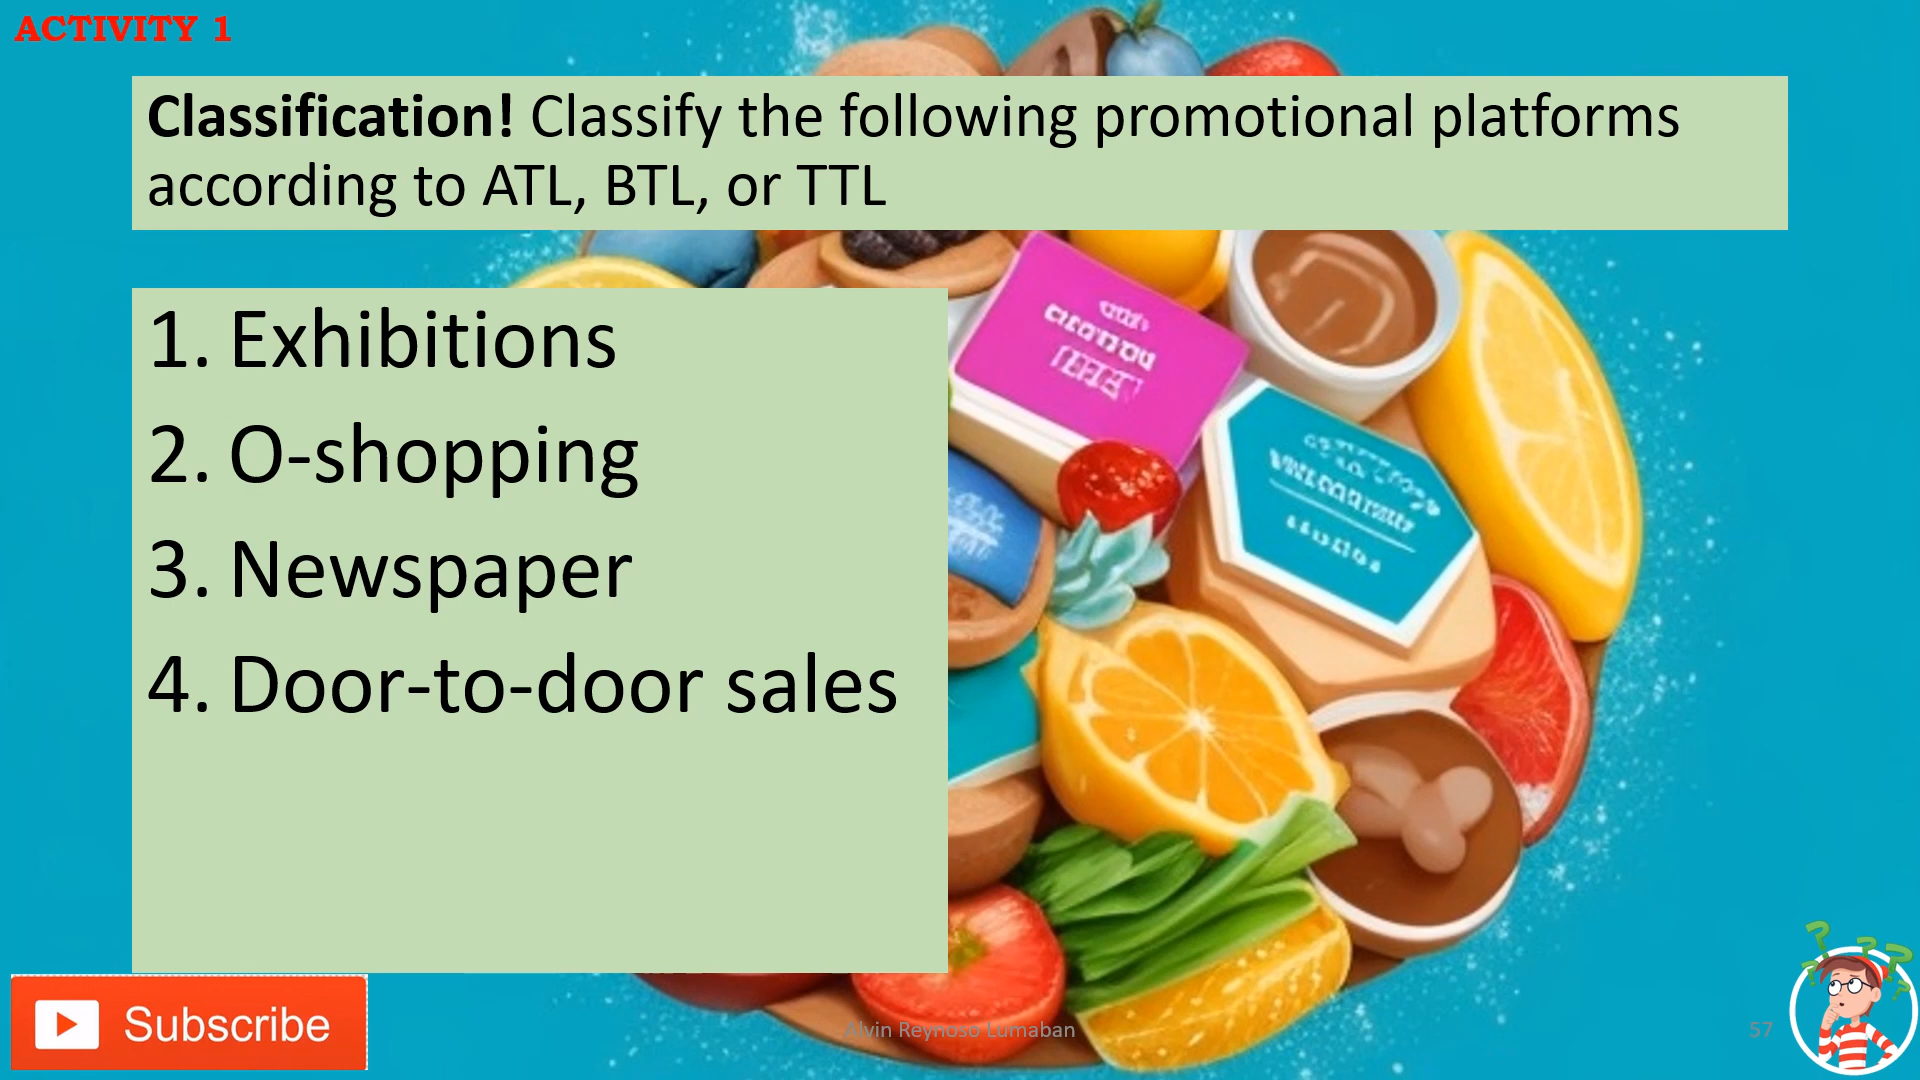 ACTIVITY 1
Classification! Classify the following promotional platforms
according to ATL, BTL, or TTL
1. Exhibitions
2. O-shopping
3. Newspaper
4. Door-to-door sales
Subscribe
Alvin Reynoso Lumaban
57